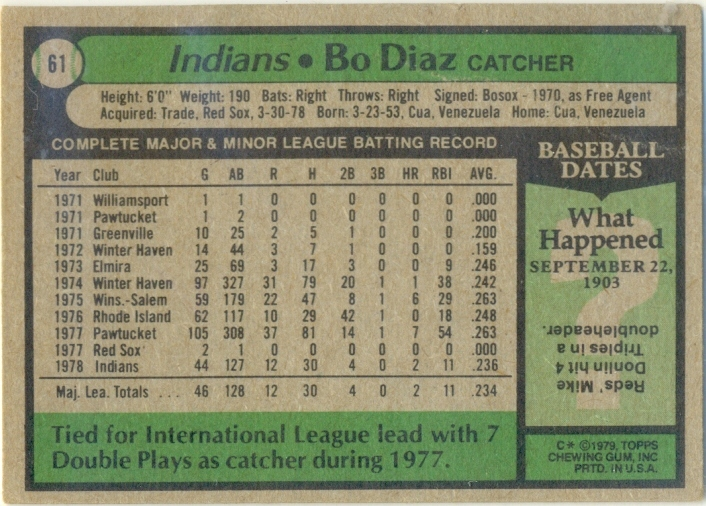 61
Indians • Bo Diaz CATCHER
Height: 6'0" Weight: 190 Bats: Right Throws: Right Signed: Bosox - 1970, as Free Agent
Acquired: Trade, Red Sox, 3-30-78 Born: 3-23-53, Cua, Venezuela Home: Cua, Venezuela
COMPLETE MAJOR & MINOR LEAGUE BATTING RECORD
Year Club G AB R H 2B 3B HR RBI AVG.
1971 Williamsport 1 1 0 0 0 0 0 0 .000
1971 Pawtucket 1 2 0 0 0 0 0 0 .000
1971 Greenville 10 25 2 5 1 0 0 0 .200
1972 Winter Haven 14 44 3 7 1 0 0 0 .159
1973 Elmira 25 69 3 17 3 0 0 9 .246
1974 Winter Haven 97 327 31 79 20 1 1 38 .242
1975 Wins.-Salem 59 179 22 47 8 1 6 29 .263
1976 Rhode Island 62 117 10 29 42 1 0 18 .248
1977 Pawtucket 105 308 37 81 14 1 7 54 .263
1977 Red Sox 2 1 0 0 0 0 0 0 .000
1978 Indians 44 127 12 30 4 0 2 11 .236
Maj. Lea. Totals ... 46 128 12 30 4 0 2 11 .234
BASEBALL
DATES
What
Happened
SEPTEMBER 22,
1903
?
Reds' Mike
Donlin hit 4
Triples in a
doubleheader.
Tied for International League lead with 7
Double Plays as catcher during 1977.
C* ©1979, TOPPS
CHEWING GUM, INC
PRTD. IN U.S.A.